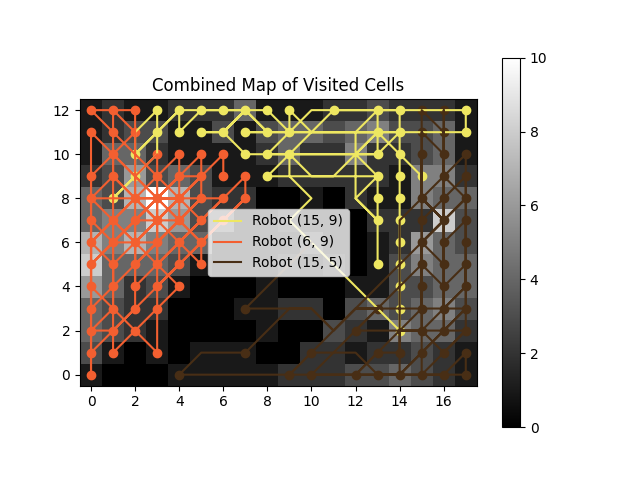 Combined Map of Visited Cells
12
10
8
6
4
2
0
0 2 4 6 8 10 12 14 16
Robot (15, 9)
Robot (6, 9)
Robot (15, 5)
10
8
6
4
2
0